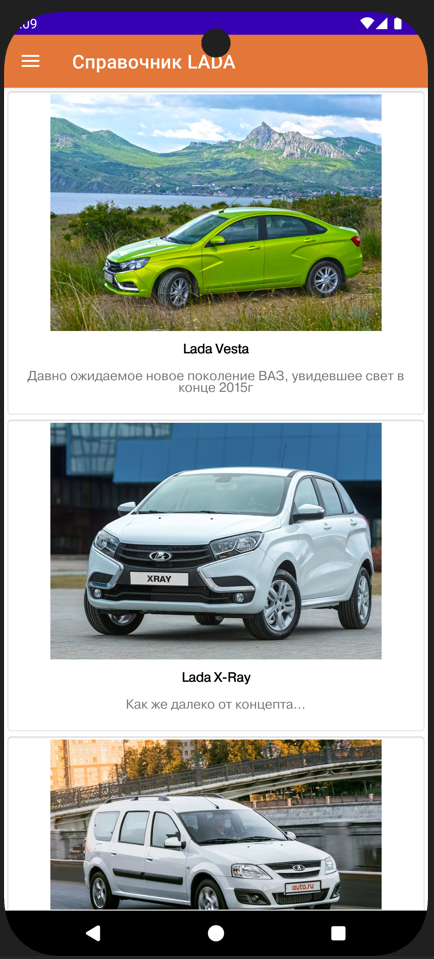 :09
Справочник LADA
Lada Vesta
Давно ожидаемое новое поколение ВАЗ, увидевшее свет в
конце 2015г
XRAY
Lada X-Ray
Как же далеко от концепта...
auto.ru